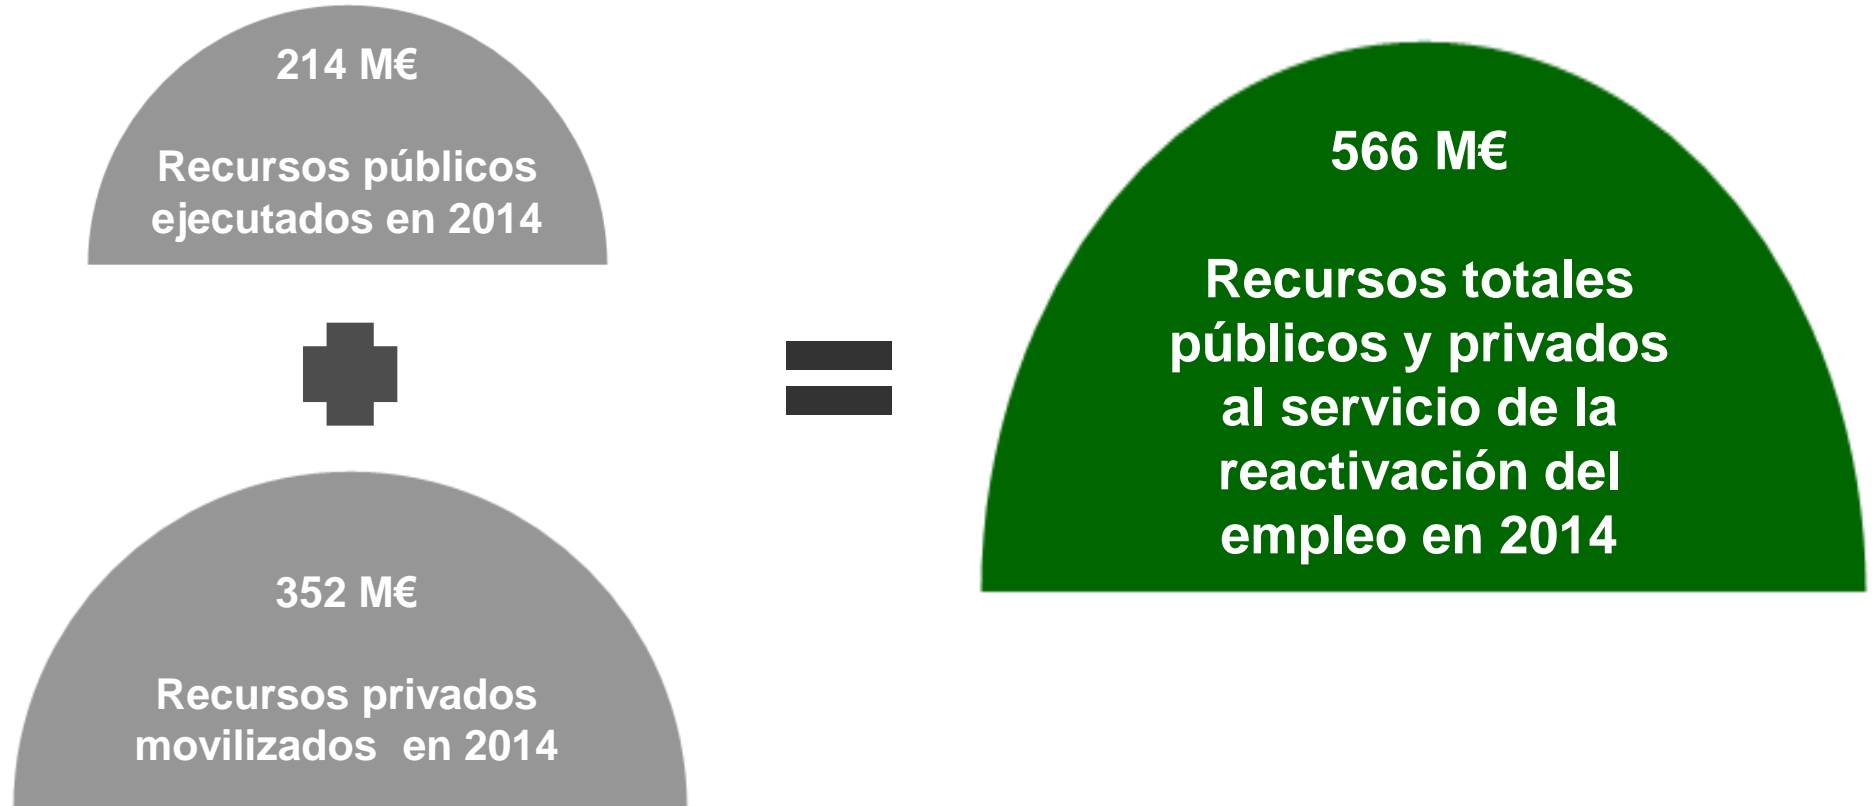 214 M€
Recursos públicos
ejecutados en 2014
352 M€
Recursos privados
movilizados en 2014
566 M€
Recursos totales
públicos y privados
al servicio de la
reactivación del
empleo en 2014